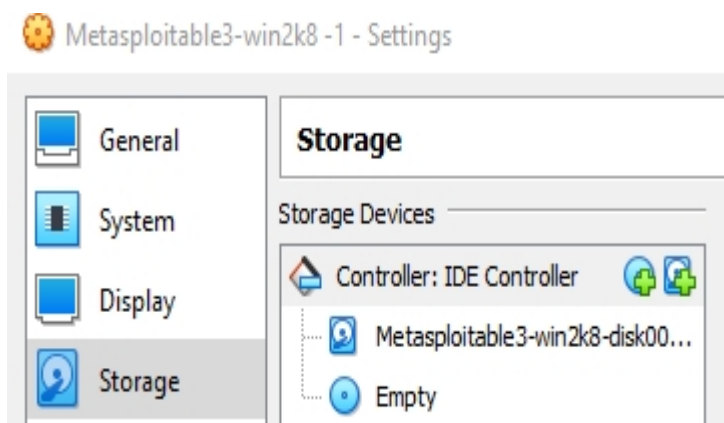 Metasploitable3-win2k8 -1 - Settings
General
System
Display
Storage
Storage
Storage Devices
Controller: IDE Controller
Metasploitable3-win2k8-disk00...
Empty